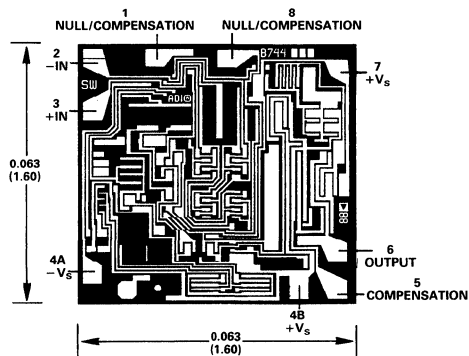 1
NULL/COMPENSATION
8
NULL/COMPENSATION
2
−IN
3
+IN
B744
SW
ADI©
7
+VS
0.063
(1.60)
88
4A
−VS
6
OUTPUT
5
COMPENSATION
4B
+VS
0.063
(1.60)